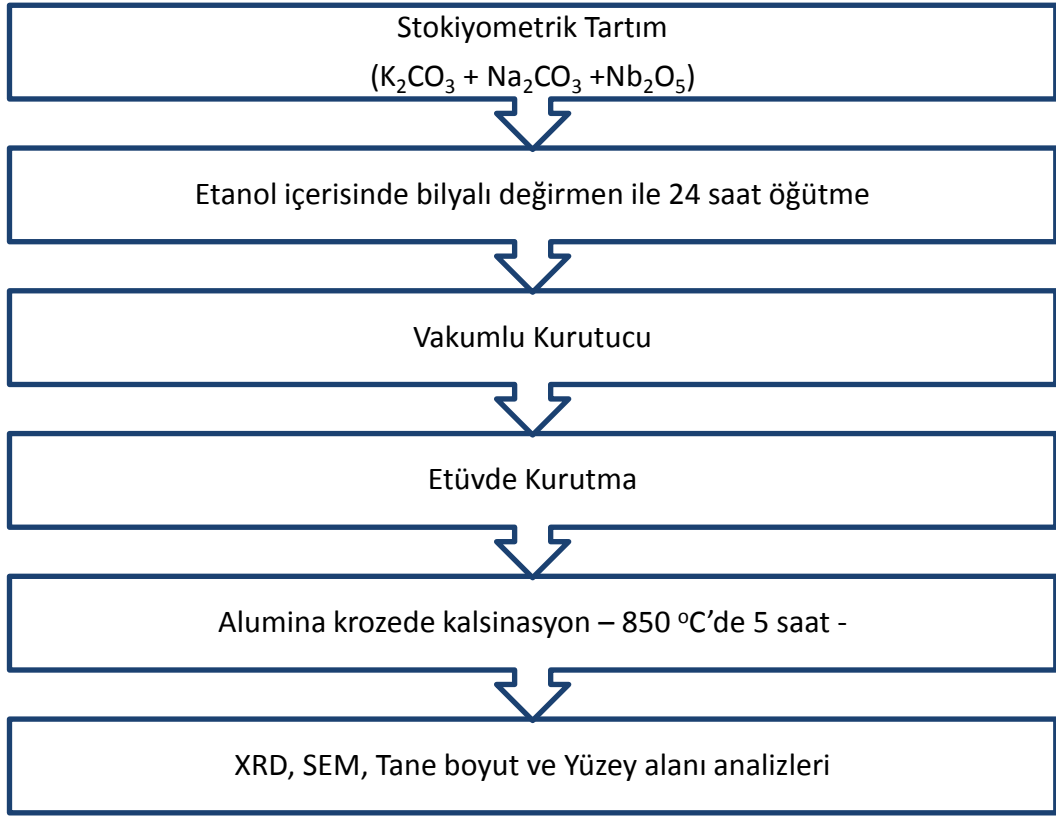 Stokiyometrik Tartım
(K₂CO₃ + Na₂CO₃ +Nb₂O₅)
Etanol içerisinde bilyalı değirmen ile 24 saat öğütme
Vakumlu Kurutucu
Etüvde Kurutma
Alumina krozede kalsinasyon – 850 ᵒC’de 5 saat -
XRD, SEM, Tane boyut ve Yüzey alanı analizleri